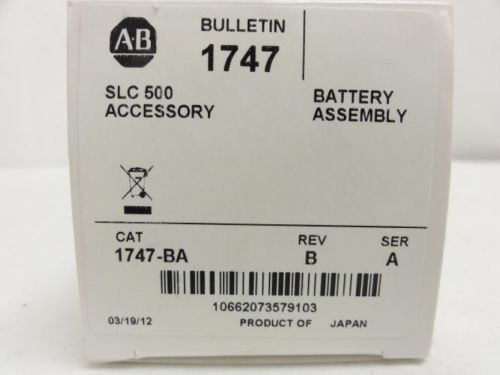 A-B
BULLETIN
1747
SLC 500
ACCESSORY
BATTERY
ASSEMBLY
CAT
1747-BA
REV
B
SER
A
10662073579103
03/19/12
PRODUCT OF JAPAN